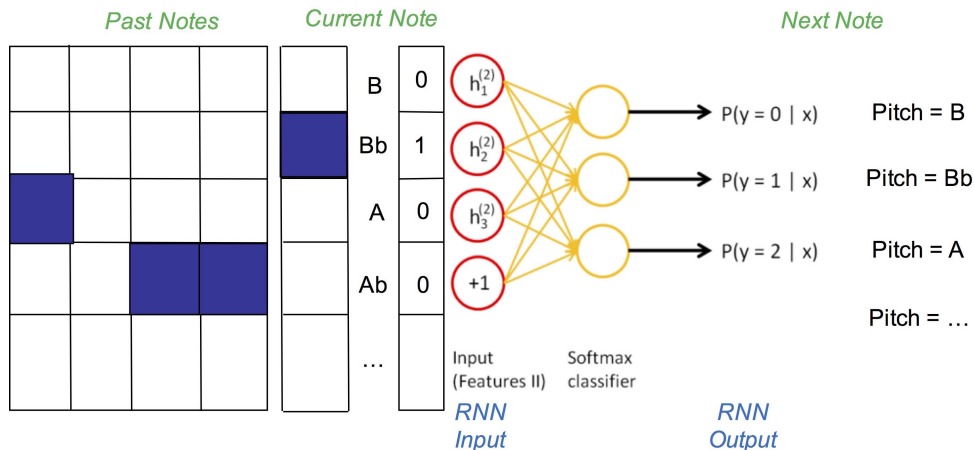 Past Notes
Current Note
Next Note
B
0
h₁⁽²⁾
P(y = 0 | x)
Pitch = B
Bb
1
h₂⁽²⁾
P(y = 1 | x)
Pitch = Bb
A
0
h₃⁽²⁾
P(y = 2 | x)
Pitch = A
Ab
0
+1
Pitch = …
…
Input
(Features II)
Softmax
classifier
RNN
Input
RNN
Output